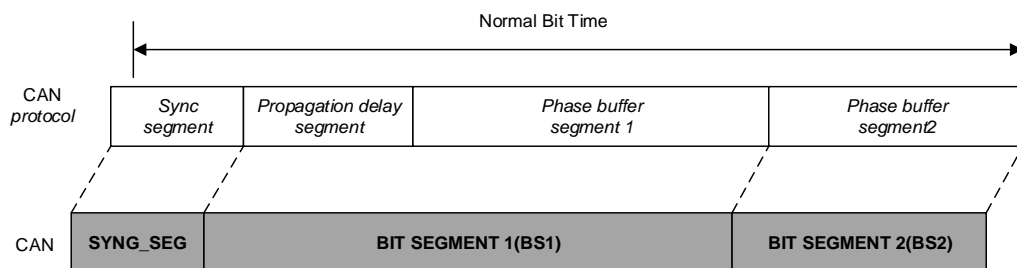 Normal Bit Time
CAN
protocol
Sync
segment
Propagation delay
segment
Phase buffer
segment 1
Phase buffer
segment2
CAN
SYNG_SEG
BIT SEGMENT 1(BS1)
BIT SEGMENT 2(BS2)